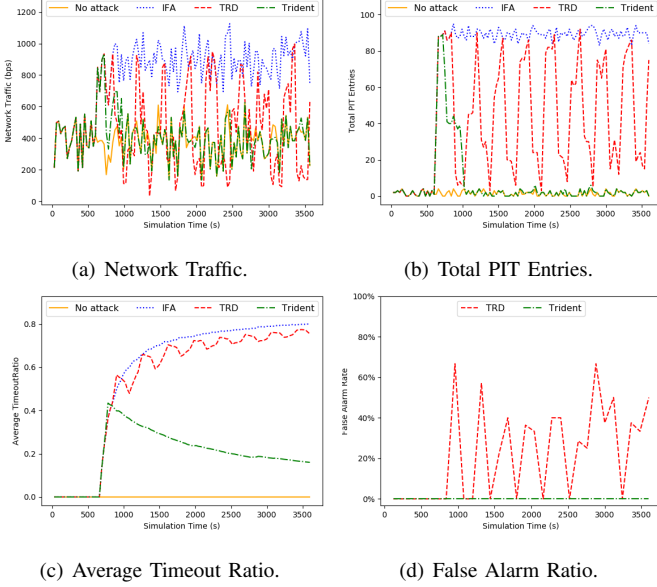 No attack IFA TRD Trident
1200
1000
800
600
400
200
0
Network Traffic (bps)
0 500 1000 1500 2000 2500 3000 3500
Simulation Time (s)
(a) Network Traffic.
No attack IFA TRD Trident
80
60
40
20
0
Total PIT Entries
0 500 1000 1500 2000 2500 3000 3500
Simulation Time (s)
(b) Total PIT Entries.
No attack IFA TRD Trident
0.8
0.6
0.4
0.2
0.0
Average TimeoutRatio
0 500 1000 1500 2000 2500 3000 3500
Simulation Time (s)
(c) Average Timeout Ratio.
TRD Trident
100%
80%
60%
40%
20%
0%
False Alarm Rate
0 500 1000 1500 2000 2500 3000 3500
Simulation Time (s)
(d) False Alarm Ratio.